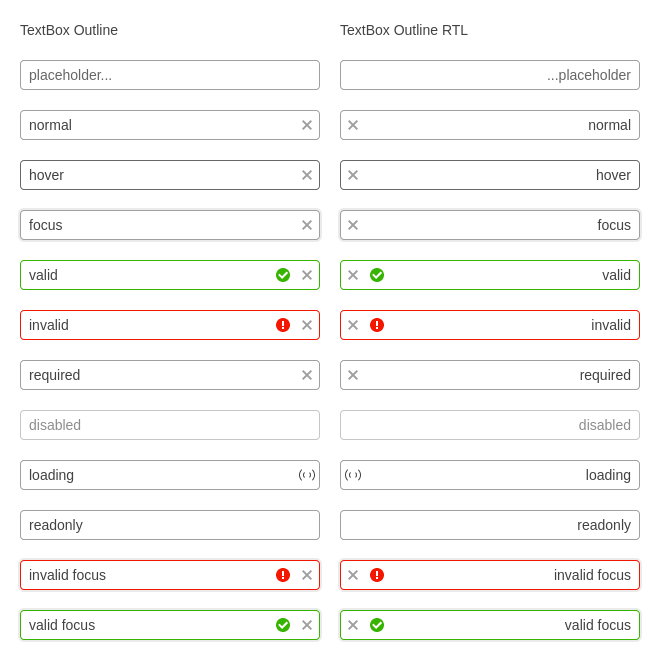 TextBox Outline
TextBox Outline RTL
placeholder...
...placeholder
normal
normal
hover
hover
focus
focus
valid
valid
invalid
invalid
required
required
disabled
disabled
loading
loading
readonly
readonly
invalid focus
invalid focus
valid focus
valid focus